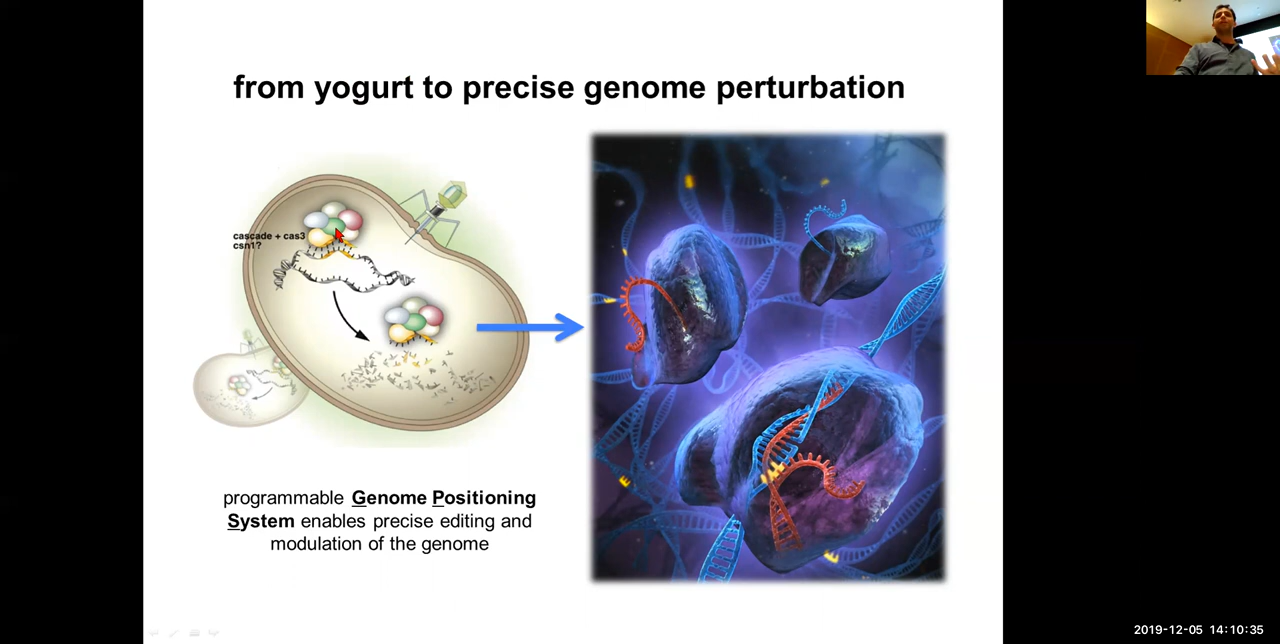 from yogurt to precise genome perturbation
cascade + cas3
csn1?
programmable Genome Positioning
System enables precise editing and
modulation of the genome
2019-12-05 14:10:35